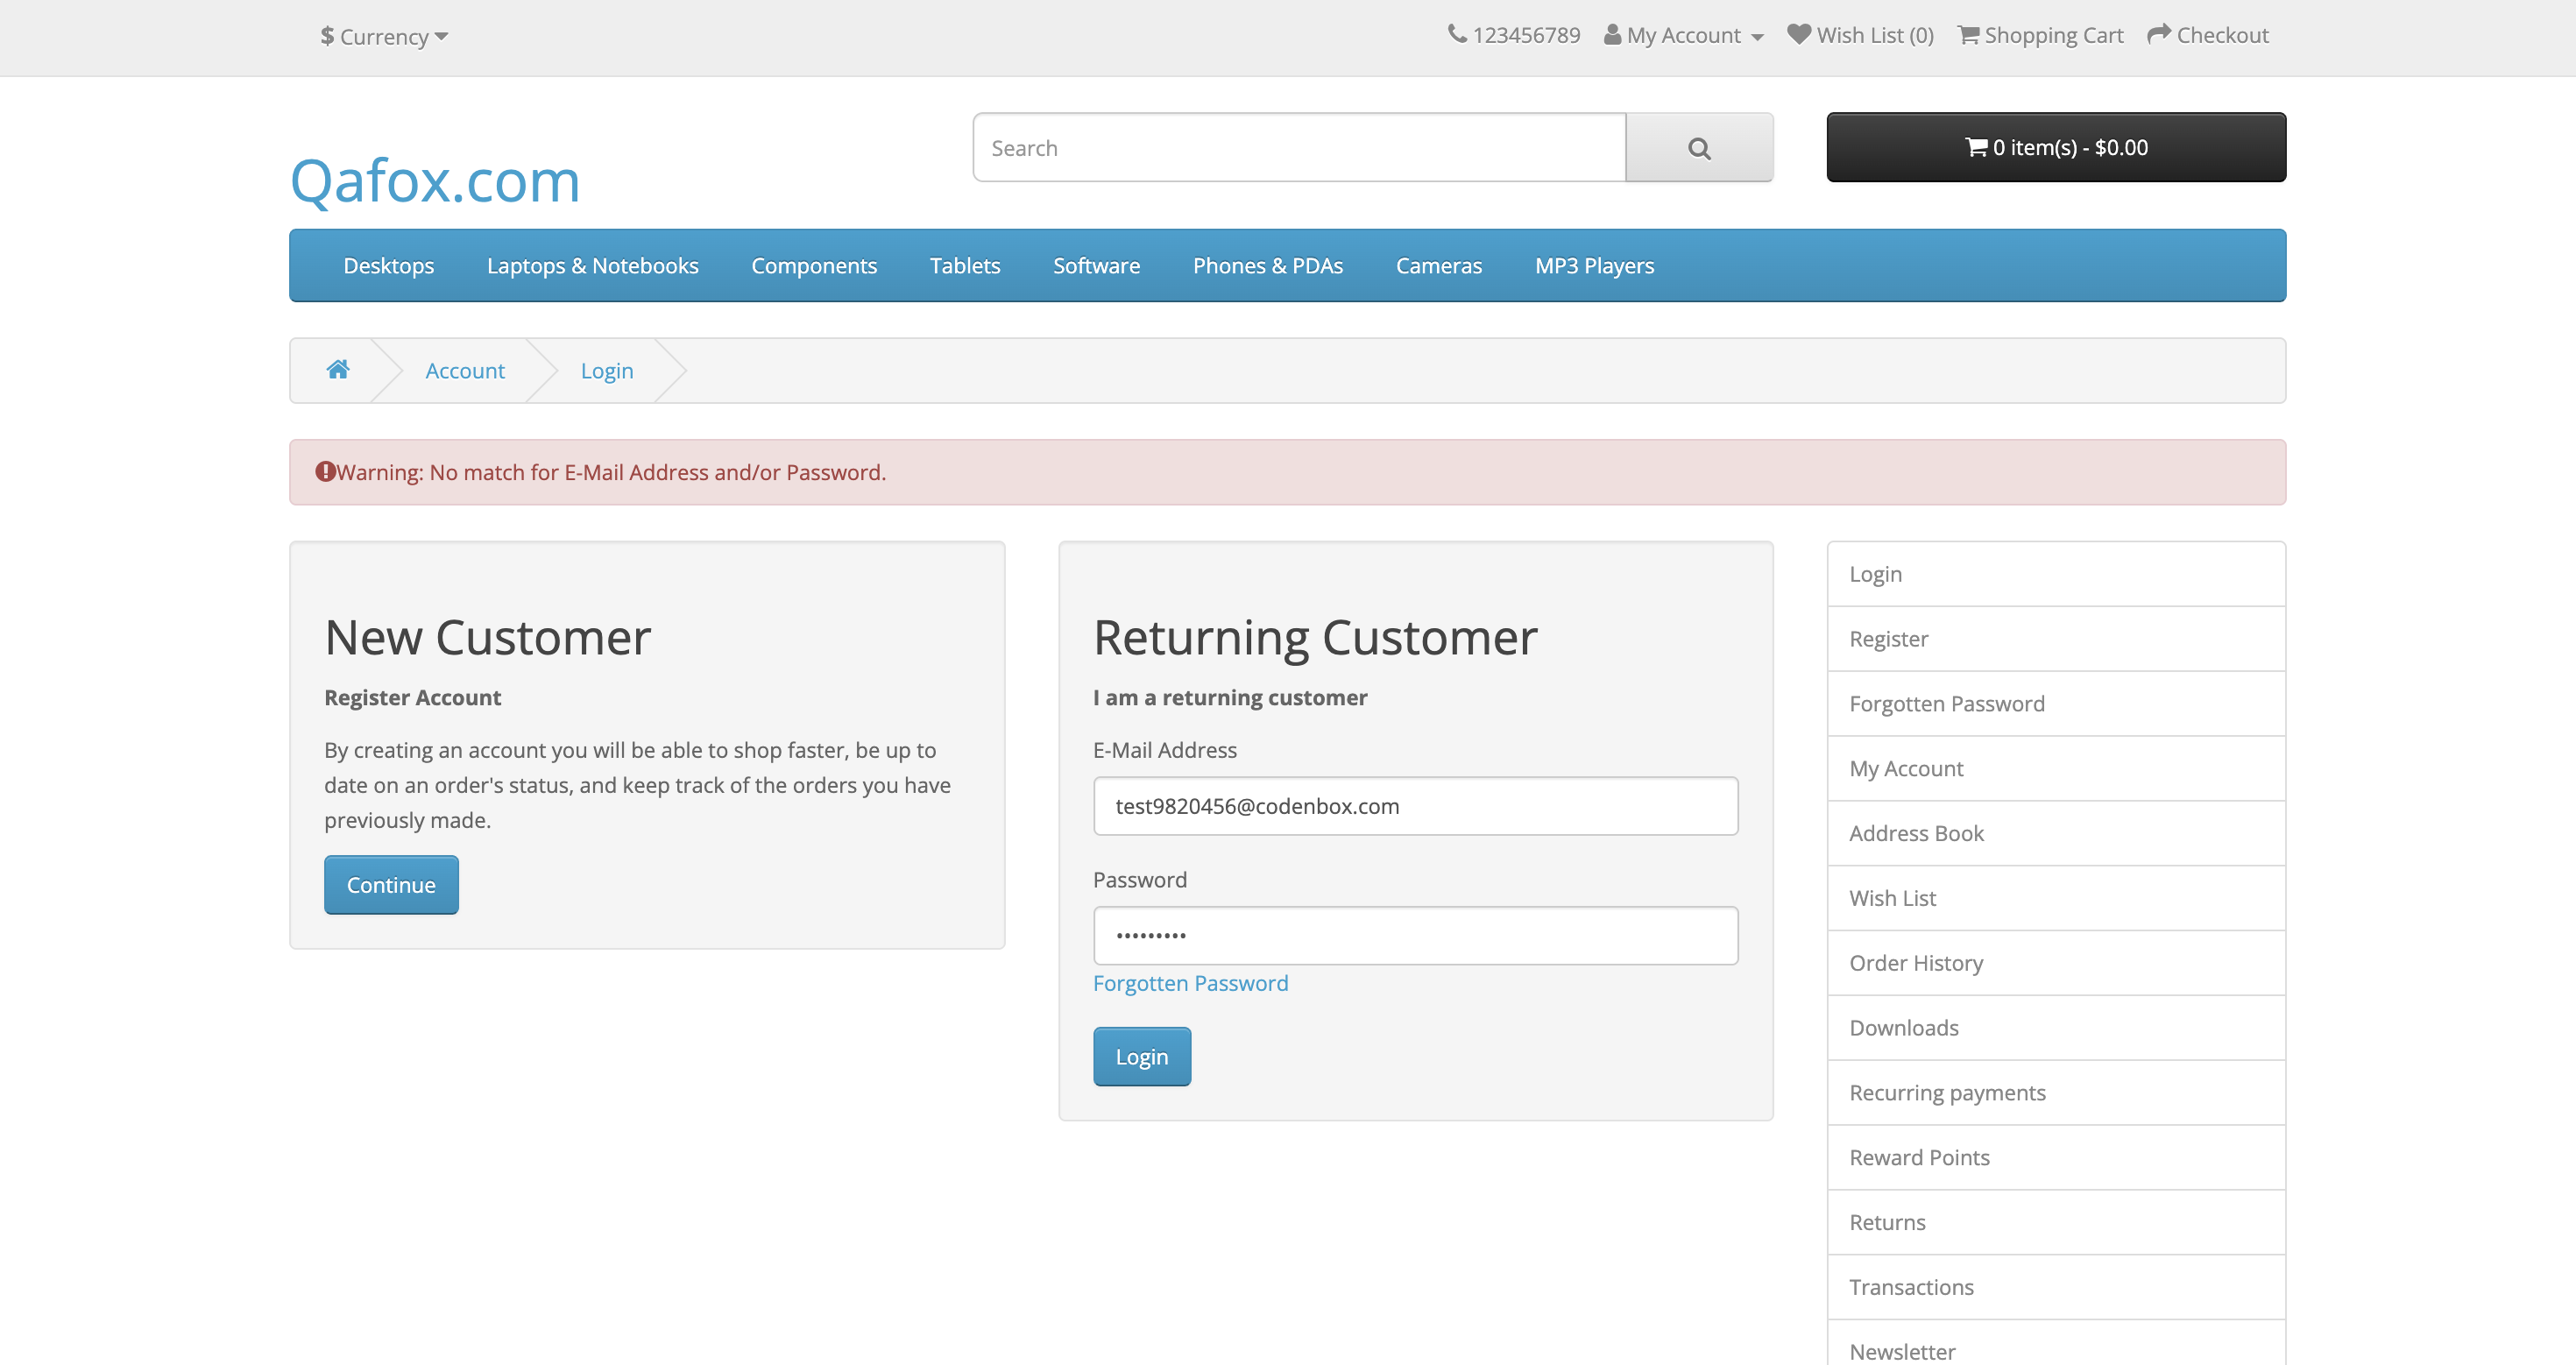 $ Currency
123456789 My Account Wish List (0) Shopping Cart Checkout
Qafox.com
Search
0 item(s) - $0.00
Desktops Laptops & Notebooks Components Tablets Software Phones & PDAs Cameras MP3 Players
Account Login
Warning: No match for E-Mail Address and/or Password.
New Customer
Register Account
By creating an account you will be able to shop faster, be up to
date on an order's status, and keep track of the orders you have
previously made.
Continue
Returning Customer
I am a returning customer
E-Mail Address
test9820456@codenbox.com
Password
•••••••••
Forgotten Password
Login
Login
Register
Forgotten Password
My Account
Address Book
Wish List
Order History
Downloads
Recurring payments
Reward Points
Returns
Transactions
Newsletter